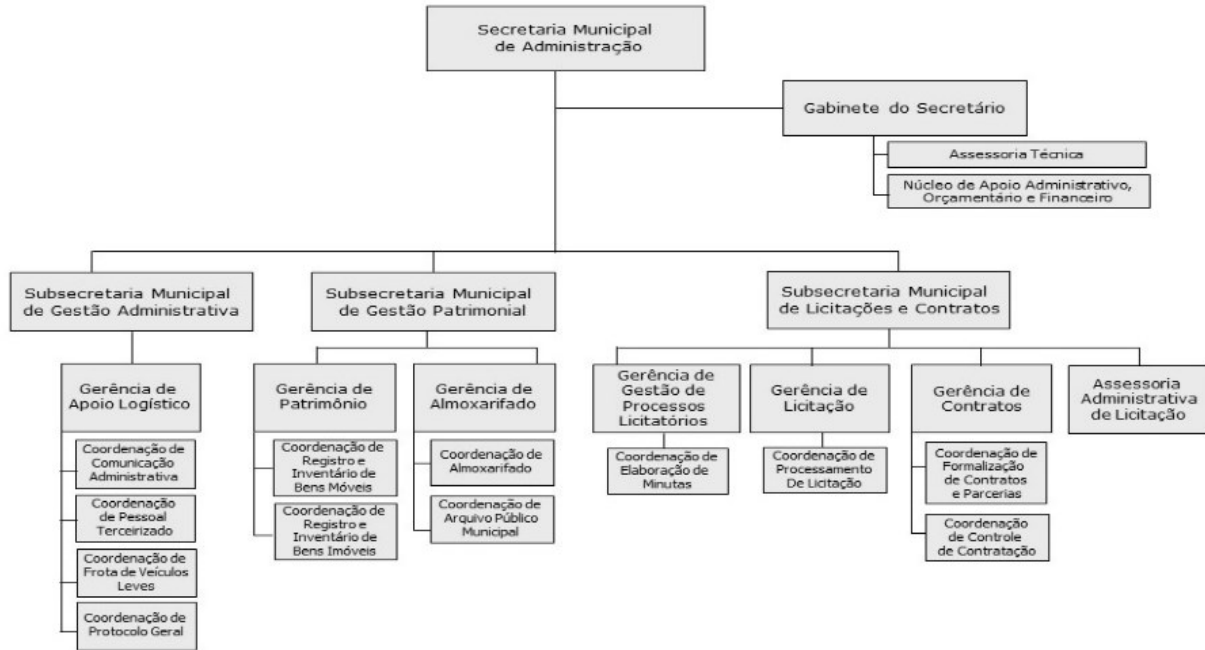 Secretaria Municipal
de Administração
Gabinete do Secretário
Assessoria Técnica
Núcleo de Apoio Administrativo,
Orçamentário e Financeiro
Subsecretaria Municipal
de Gestão Administrativa
Subsecretaria Municipal
de Gestão Patrimonial
Subsecretaria Municipal
de Licitações e Contratos
Gerência de
Apoio Logístico
Coordenação de
Comunicação
Administrativa
Coordenação
de Pessoal
Terceirizado
Coordenação de
Frota de Veículos
Leves
Coordenação de
Protocolo Geral
Gerência de
Patrimônio
Coordenação de
Registro e
Inventário de
Bens Móveis
Coordenação de
Registro e
Inventário de
Bens Imóveis
Gerência de
Almoxarifado
Coordenação de
Almoxarifado
Coordenação de
Arquivo Público
Municipal
Gerência de
Gestão de
Processos
Licitatórios
Coordenação de
Elaboração de
Minutas
Gerência de
Licitação
Coordenação de
Processamento
De Licitação
Gerência de
Contratos
Coordenação de
Formalização
de Contratos
e Parcerias
Coordenação
de Controle
de Contratação
Assessoria
Administrativa
de Licitação